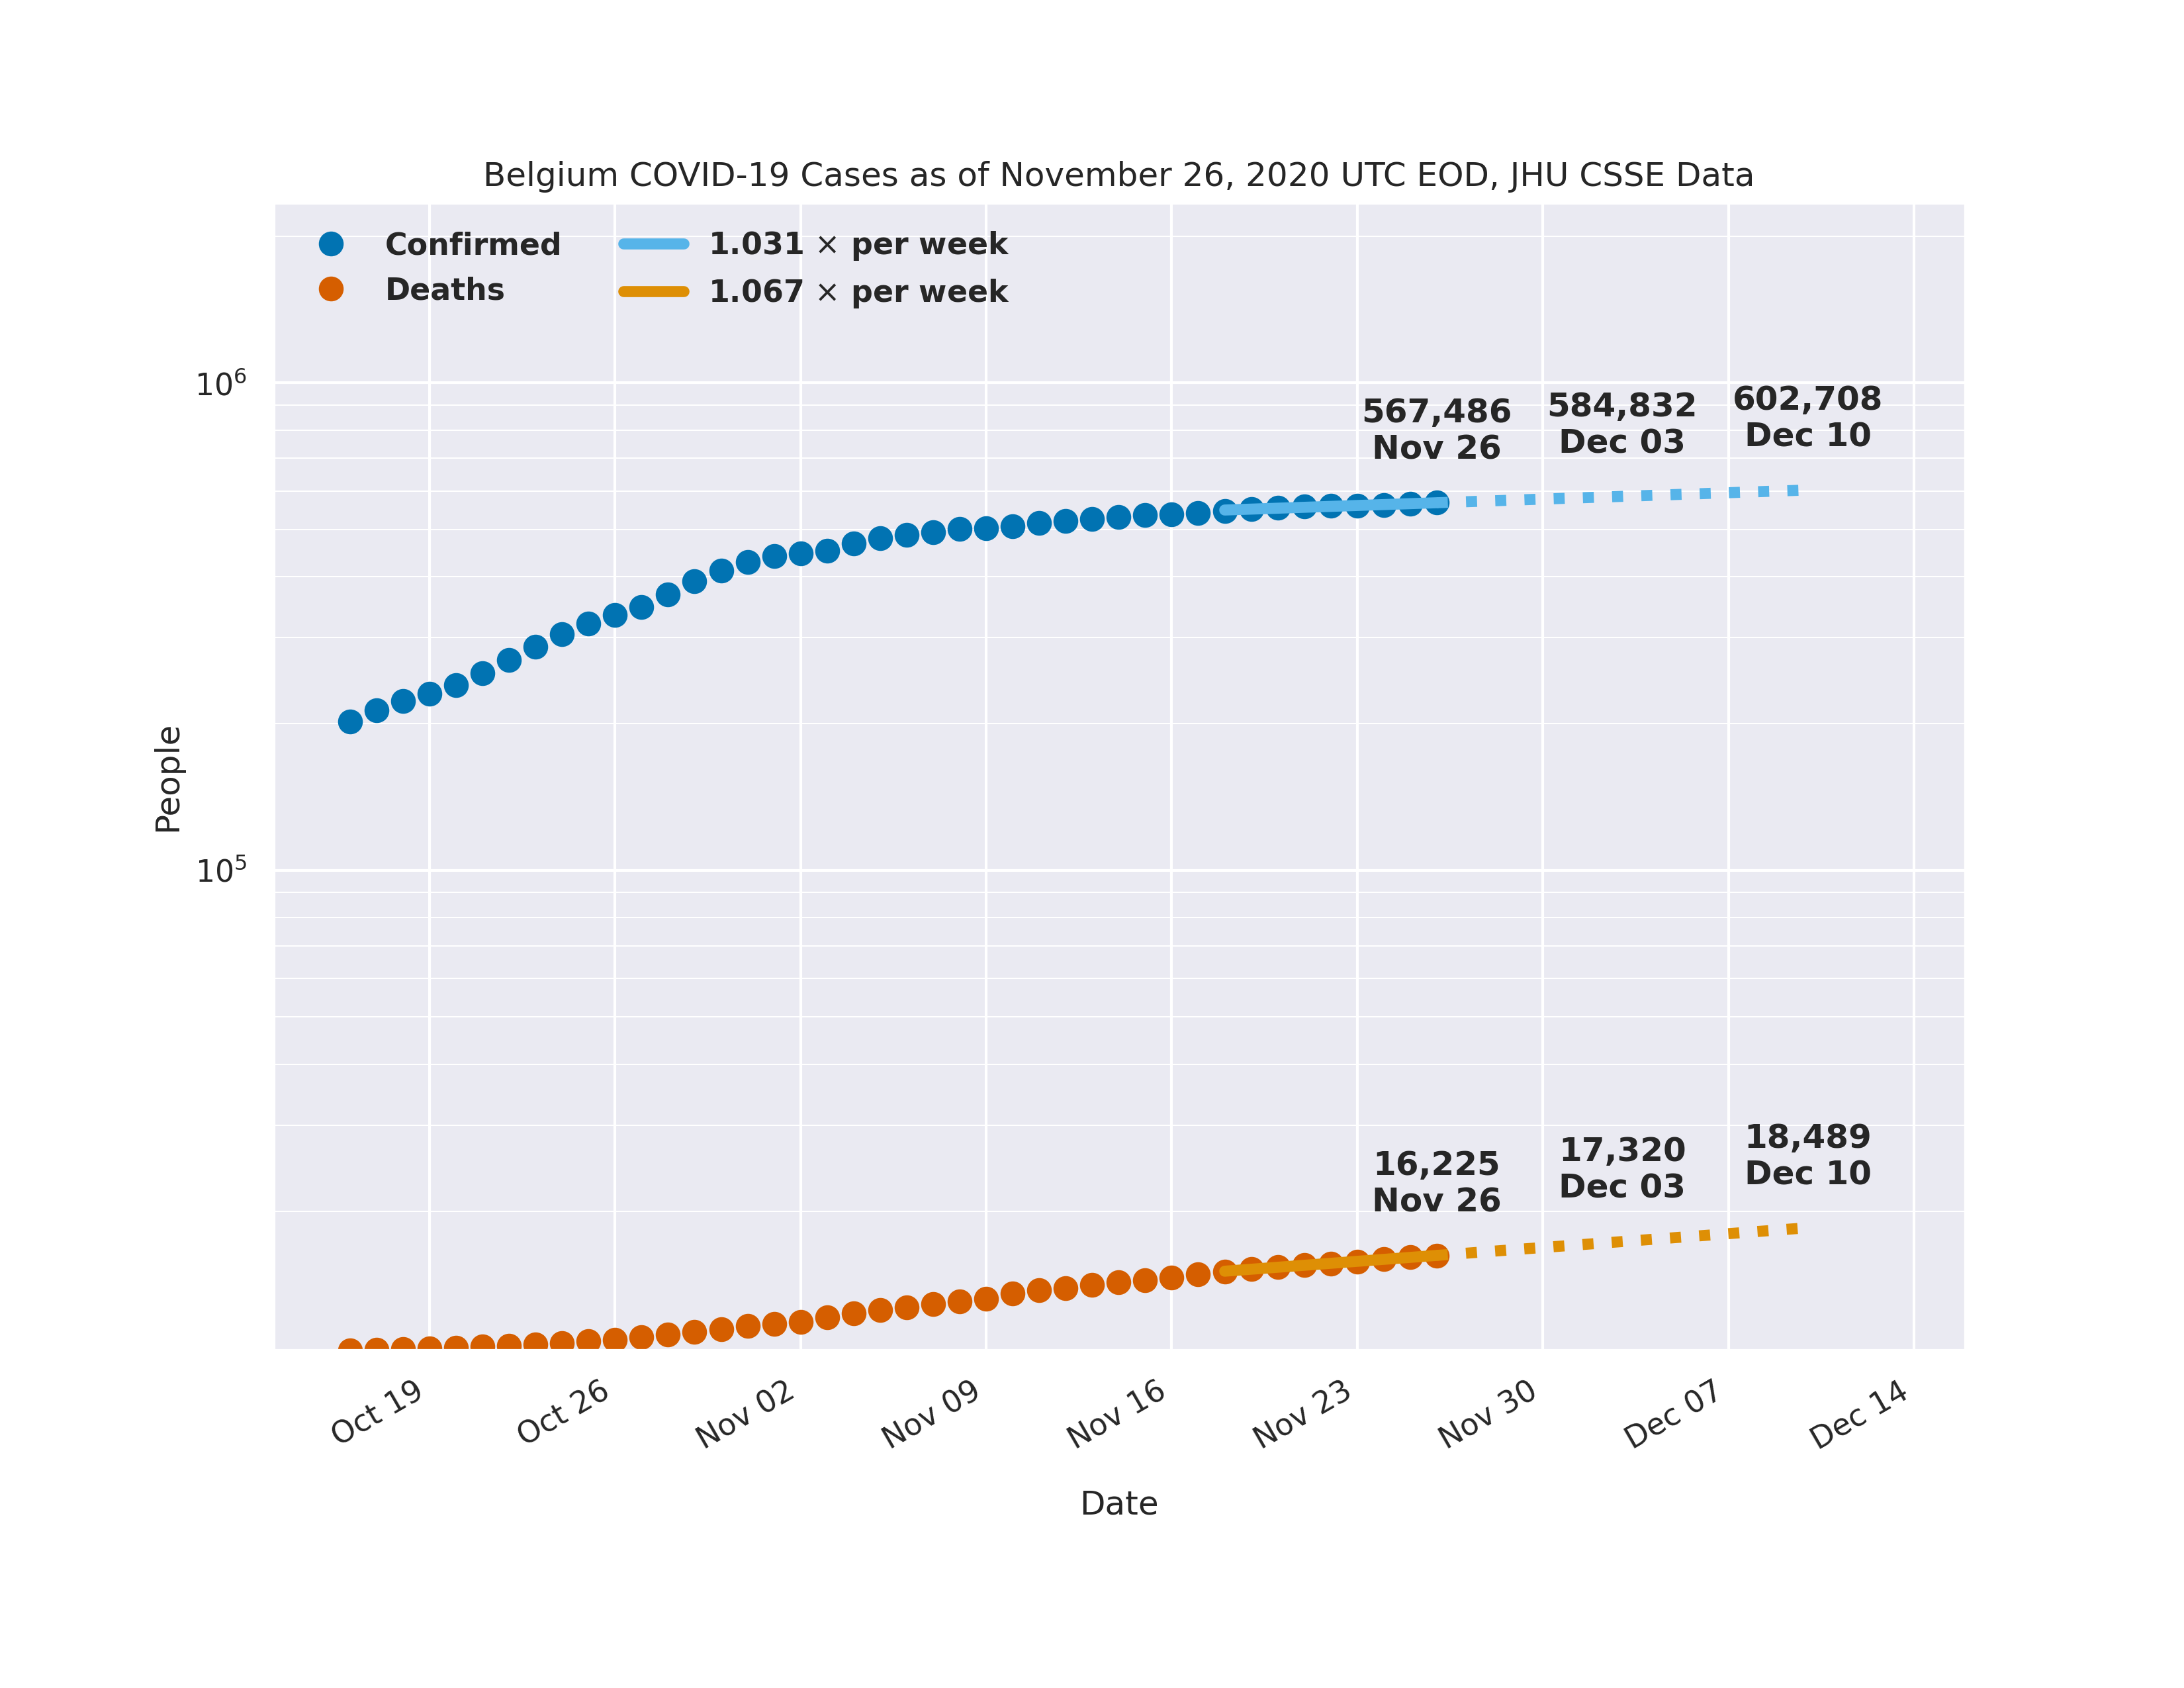 Belgium COVID-19 Cases as of November 26, 2020 UTC EOD, JHU CSSE Data
Confirmed
Deaths
1.031 × per week
1.067 × per week
10⁶
10⁵
People
567,486
Nov 26
584,832
Dec 03
602,708
Dec 10
16,225
Nov 26
17,320
Dec 03
18,489
Dec 10
Oct 19
Oct 26
Nov 02
Nov 09
Nov 16
Nov 23
Nov 30
Dec 07
Dec 14
Date